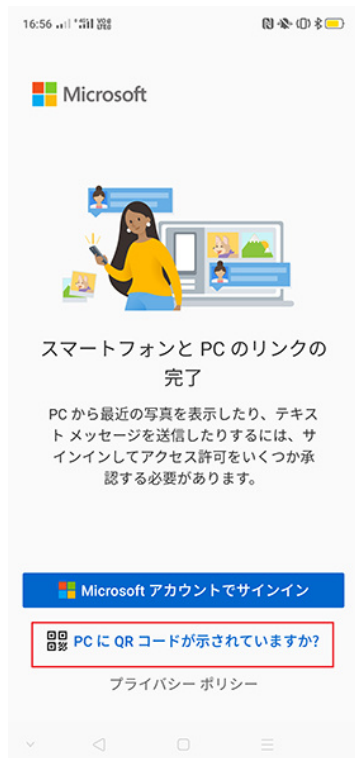 16:56
Microsoft
スマートフォンと PC のリンクの
完了
PC から最近の写真を表示したり、テキス
ト メッセージを送信したりするには、サ
インインしてアクセス許可をいくつか承
認する必要があります。
Microsoft アカウントでサインイン
PC に QR コードが示されていますか?
プライバシー ポリシー